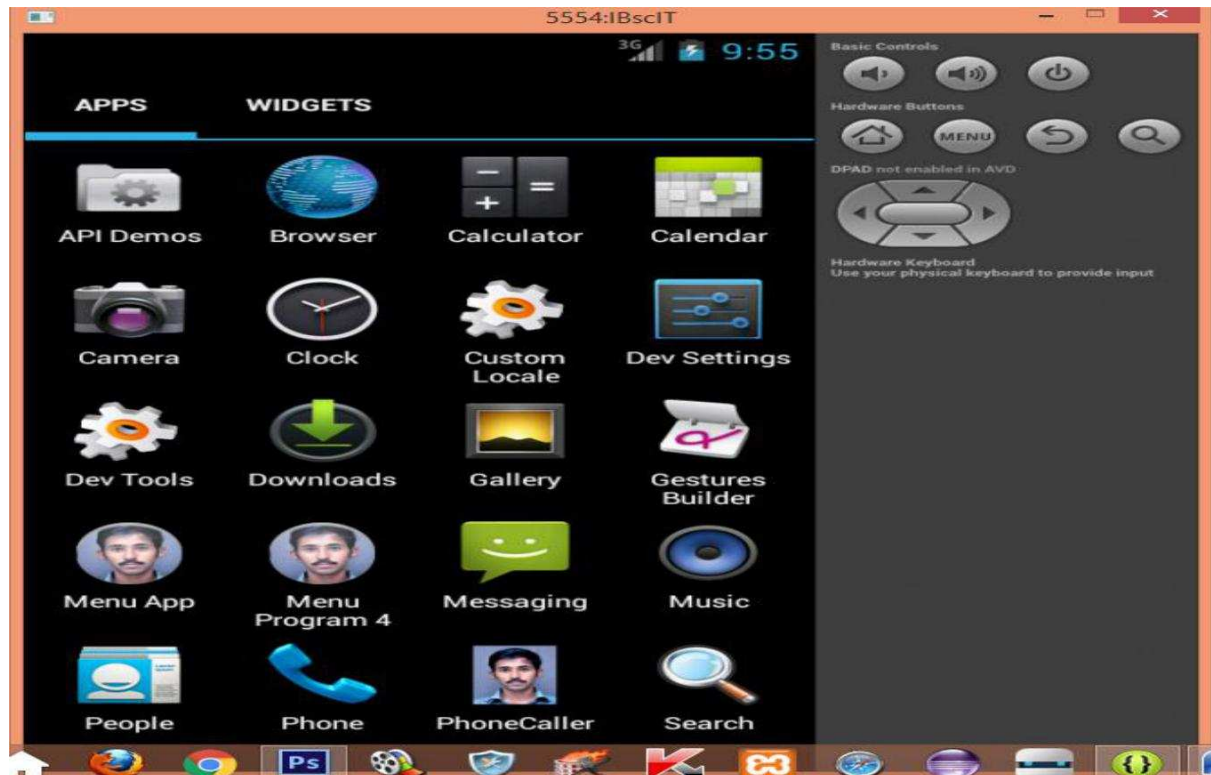 5554:IBscIT
3G 9:55
APPS WIDGETS
API Demos Browser Calculator Calendar
Camera Clock Custom Locale Dev Settings
Dev Tools Downloads Gallery Gestures Builder
Menu App Menu Program 4 Messaging Music
People Phone PhoneCaller Search
Basic Controls
Hardware Buttons
MENU
DPAD not enabled in AVD
Hardware Keyboard
Use your physical keyboard to provide input
Ps